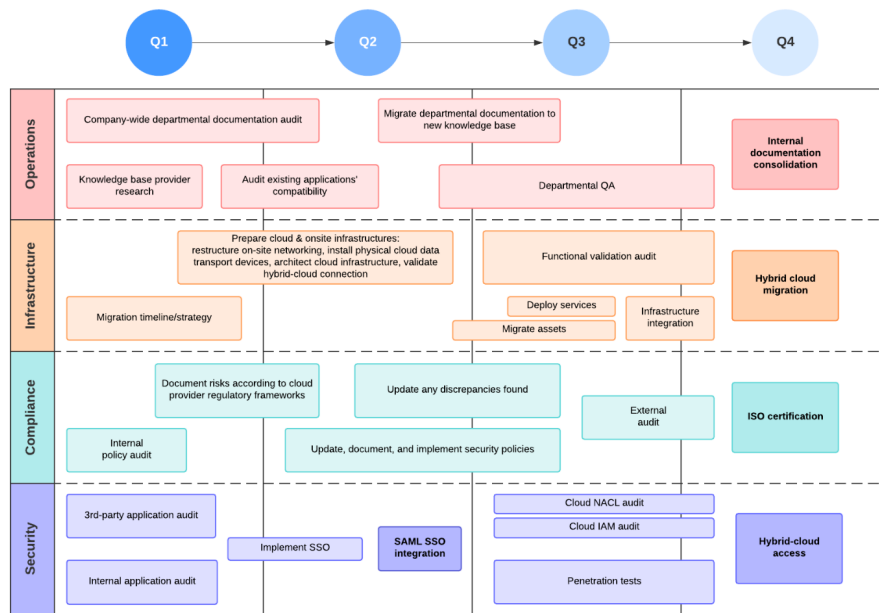 Q1
Q2
Q3
Q4
Operations
Company-wide departmental documentation audit
Migrate departmental documentation to
new knowledge base
Internal
documentation
consolidation
Knowledge base provider
research
Audit existing applications'
compatibility
Departmental QA
Infrastructure
Prepare cloud & onsite infrastructures:
restructure on-site networking, install physical cloud data
transport devices, architect cloud infrastructure, validate
hybrid-cloud connection
Functional validation audit
Hybrid cloud
migration
Migration timeline/strategy
Deploy services
Migrate assets
Infrastructure
integration
Compliance
Document risks according to cloud
provider regulatory frameworks
Update any discrepancies found
External
audit
ISO certification
Internal
policy audit
Update, document, and implement security policies
Security
3rd-party application audit
Implement SSO
SAML SSO
integration
Cloud NACL audit
Cloud IAM audit
Hybrid-cloud
access
Internal application audit
Penetration tests